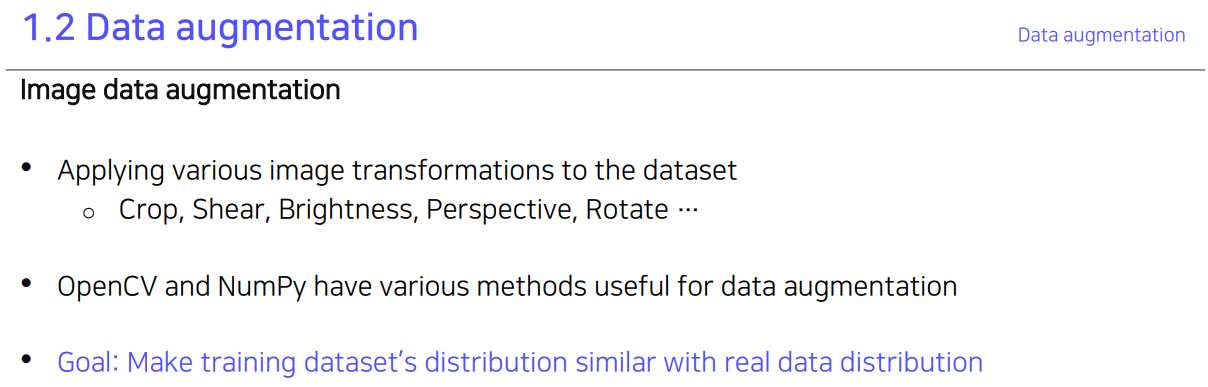 1.2 Data augmentation
Data augmentation
Image data augmentation
• Applying various image transformations to the dataset
○ Crop, Shear, Brightness, Perspective, Rotate ⋯
• OpenCV and NumPy have various methods useful for data augmentation
• Goal: Make training dataset’s distribution similar with real data distribution